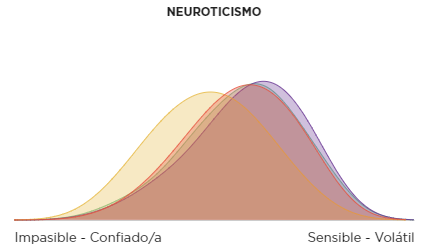 NEUROTICISMO
Impasible - Confiado/a
Sensible - Volátil